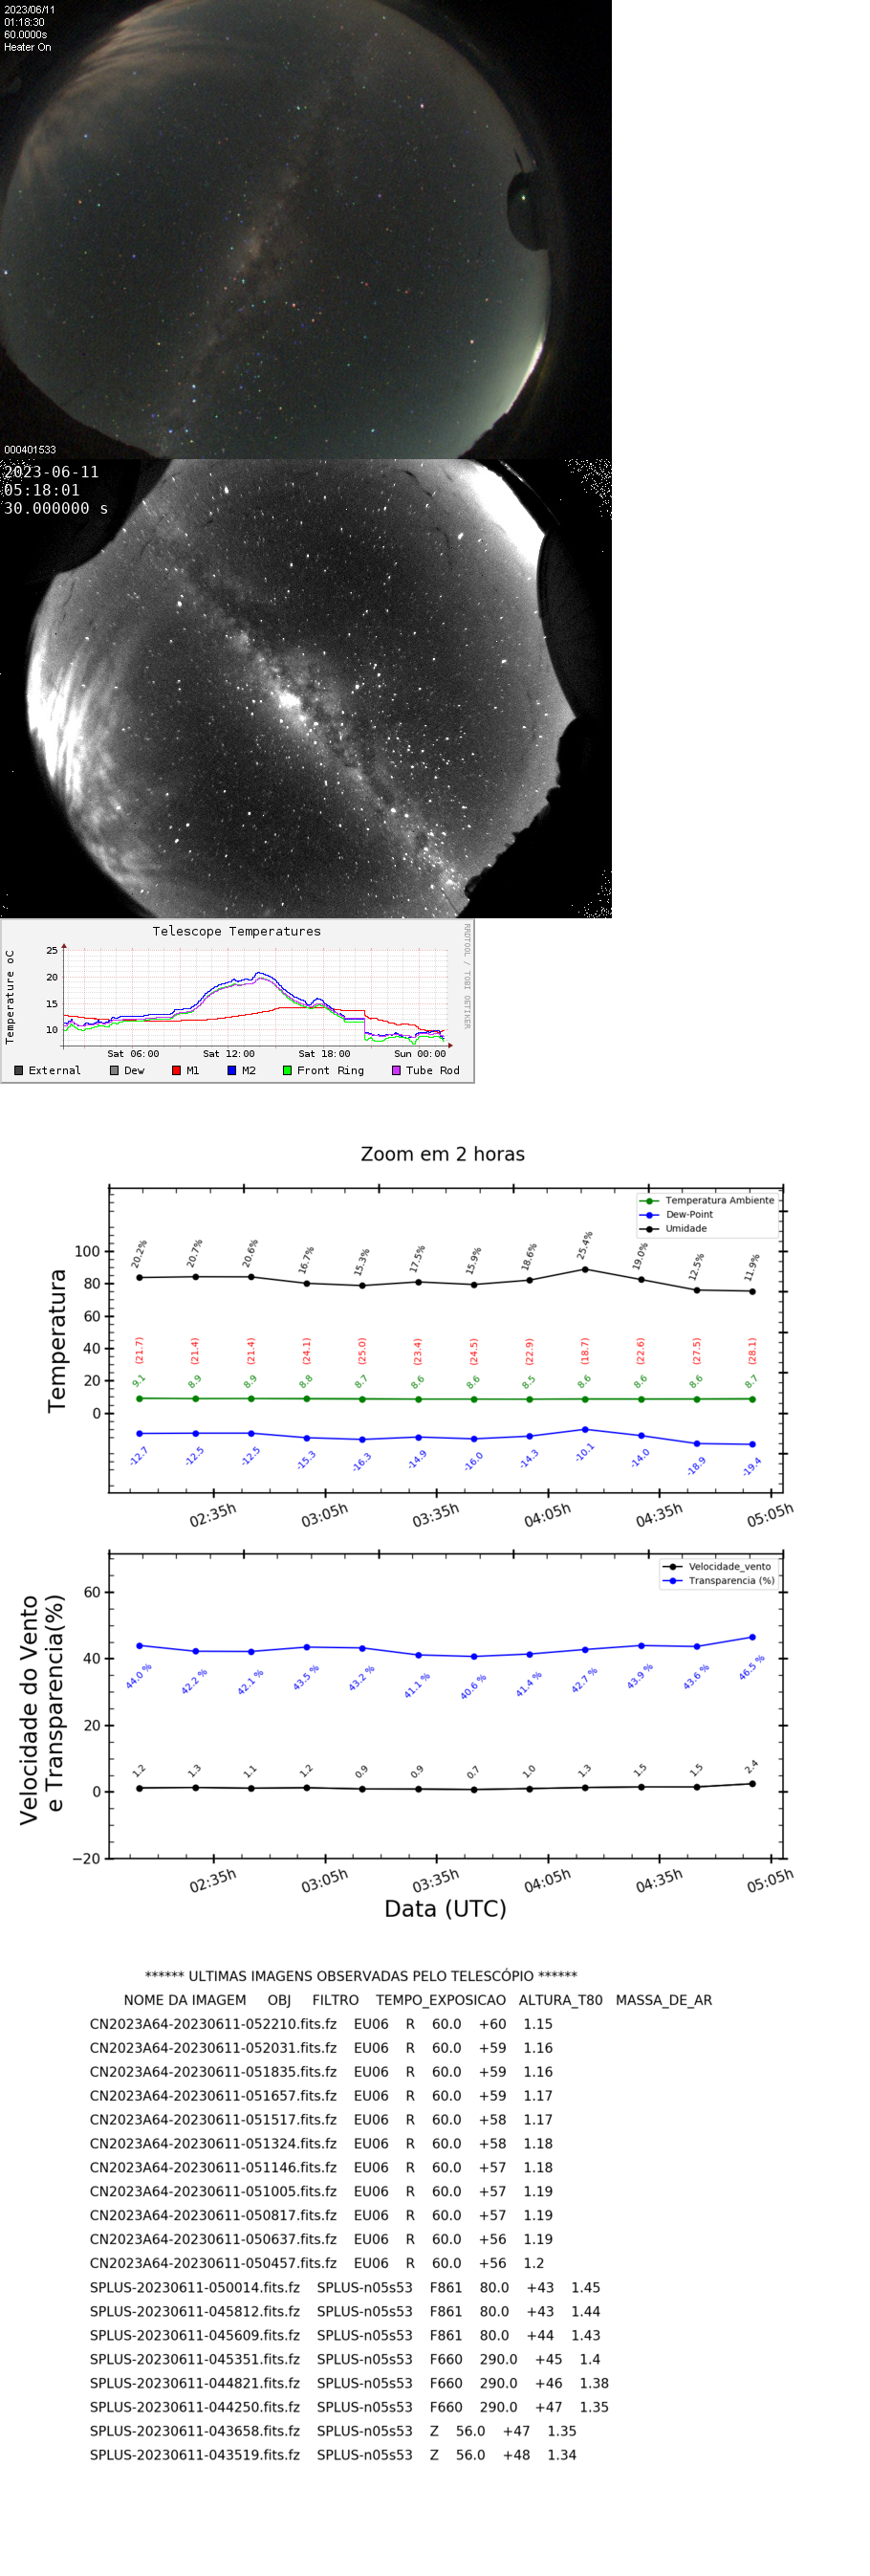 2023/06/11
01:18:30
60.0000s
Heater On
000401533
2023-06-11
05:18:01
30.000000 s
Telescope Temperatures
RRDTOOL / TOBI OETIKER
Temperature oC
25
20
15
10
Sat 06:00 Sat 12:00 Sat 18:00 Sun 00:00
External Dew M1 M2 Front Ring Tube Rod
Zoom em 2 horas
Temperatura Ambiente
Dew-Point
Umidade
Temperatura
100
80
60
40
20
0
20.2% 20.7% 20.6% 16.7% 15.3% 17.5% 15.9% 18.6% 25.4% 19.0% 12.5% 11.9%
(21.7) (21.4) (21.4) (24.1) (25.0) (23.4) (24.5) (22.9) (18.7) (22.6) (27.5) (28.1)
9.1 8.9 8.9 8.8 8.7 8.6 8.6 8.5 8.6 8.6 8.6 8.7
-12.7 -12.5 -12.5 -15.3 -16.3 -14.9 -16.0 -14.3 -10.1 -14.0 -18.9 -19.4
02:35h 03:05h 03:35h 04:05h 04:35h 05:05h
Velocidade_vento
Transparencia (%)
Velocidade do Vento
e Transparencia(%)
60
40
20
0
−20
44.0 % 42.2 % 42.1 % 43.5 % 43.2 % 41.1 % 40.6 % 41.4 % 42.7 % 43.9 % 43.6 % 46.5 %
1.2 1.3 1.1 1.2 0.9 0.9 0.7 1.0 1.3 1.5 1.5 2.4
02:35h 03:05h 03:35h 04:05h 04:35h 05:05h
Data (UTC)
****** ULTIMAS IMAGENS OBSERVADAS PELO TELESCÓPIO ******
NOME DA IMAGEM OBJ FILTRO TEMPO_EXPOSICAO ALTURA_T80 MASSA_DE_AR
CN2023A64-20230611-052210.fits.fz EU06 R 60.0 +60 1.15
CN2023A64-20230611-052031.fits.fz EU06 R 60.0 +59 1.16
CN2023A64-20230611-051835.fits.fz EU06 R 60.0 +59 1.16
CN2023A64-20230611-051657.fits.fz EU06 R 60.0 +59 1.17
CN2023A64-20230611-051517.fits.fz EU06 R 60.0 +58 1.17
CN2023A64-20230611-051324.fits.fz EU06 R 60.0 +58 1.18
CN2023A64-20230611-051146.fits.fz EU06 R 60.0 +57 1.18
CN2023A64-20230611-051005.fits.fz EU06 R 60.0 +57 1.19
CN2023A64-20230611-050817.fits.fz EU06 R 60.0 +57 1.19
CN2023A64-20230611-050637.fits.fz EU06 R 60.0 +56 1.19
CN2023A64-20230611-050457.fits.fz EU06 R 60.0 +56 1.2
SPLUS-20230611-050014.fits.fz SPLUS-n05s53 F861 80.0 +43 1.45
SPLUS-20230611-045812.fits.fz SPLUS-n05s53 F861 80.0 +43 1.44
SPLUS-20230611-045609.fits.fz SPLUS-n05s53 F861 80.0 +44 1.43
SPLUS-20230611-045351.fits.fz SPLUS-n05s53 F660 290.0 +45 1.4
SPLUS-20230611-044821.fits.fz SPLUS-n05s53 F660 290.0 +46 1.38
SPLUS-20230611-044250.fits.fz SPLUS-n05s53 F660 290.0 +47 1.35
SPLUS-20230611-043658.fits.fz SPLUS-n05s53 Z 56.0 +47 1.35
SPLUS-20230611-043519.fits.fz SPLUS-n05s53 Z 56.0 +48 1.34